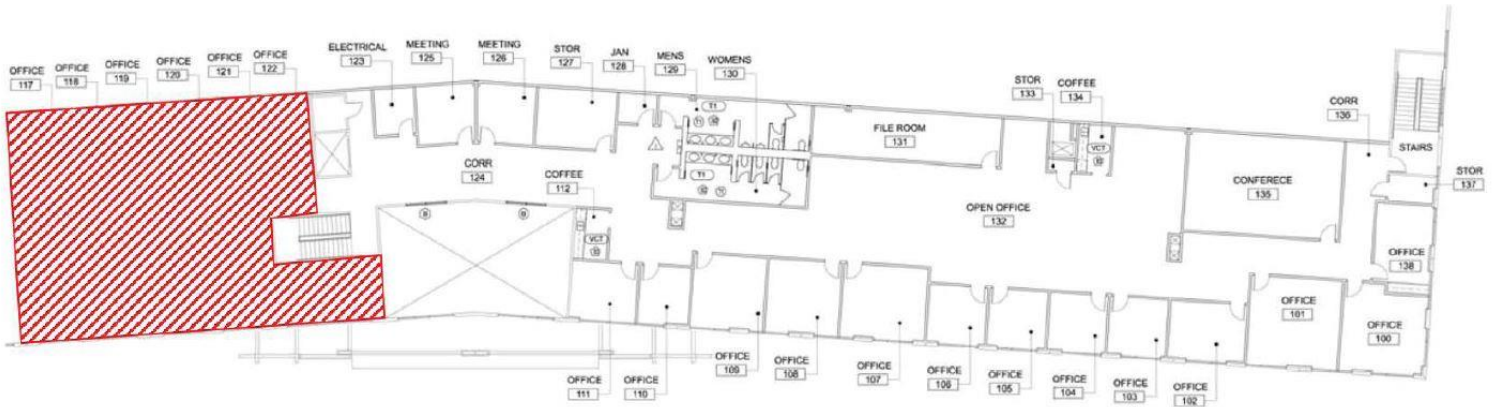 OFFICE
117
OFFICE
118
OFFICE
119
OFFICE
120
OFFICE
121
OFFICE
122
ELECTRICAL
123
MEETING
125
MEETING
126
STOR
127
JAN
128
MENS
129
WOMENS
130
STOR
133
COFFEE
134
CORR
136
T1
FILE ROOM
131
VCT
STAIRS
STOR
137
CORR
124
COFFEE
112
T1
CONFERECE
135
OPEN OFFICE
132
VCT
OFFICE
138
OFFICE
101
OFFICE
100
OFFICE
111
OFFICE
110
OFFICE
109
OFFICE
108
OFFICE
107
OFFICE
106
OFFICE
105
OFFICE
104
OFFICE
103
OFFICE
102